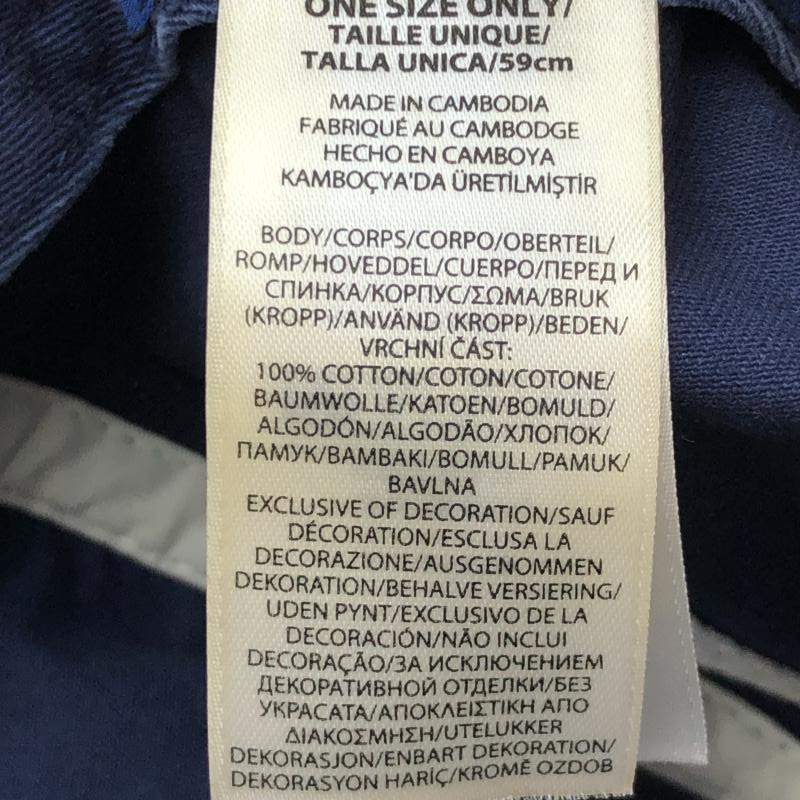 ONE SIZE ONLY/
TAILLE UNIQUE/
TALLA UNICA/59cm
MADE IN CAMBODIA
FABRIQUÉ AU CAMBODGE
HECHO EN CAMBOYA
KAMBOÇYA'DA ÜRETİLMİŞTİR
BODY/CORPS/CORPO/OBERTEIL/
ROMP/HOVEDDEL/CUERPO/ПЕРЕД И
СПИНКА/КОРПУС/ΣΩΜΑ/BRUK
(KROPP)/ANVÄND (KROPP)/BEDEN/
VRCHNÍ ČÁST:
100% COTTON/COTON/COTONE/
BAUMWOLLE/KATOEN/BOMULD/
ALGODÓN/ALGODÃO/ХЛОПОК/
ПАМУК/ΒΑΜΒΑΚΙ/BOMULL/PAMUK/
BAVLNA
EXCLUSIVE OF DECORATION/SAUF
DÉCORATION/ESCLUSA LA
DECORAZIONE/AUSGENOMMEN
DEKORATION/BEHALVE VERSIERING/
UDEN PYNT/EXCLUSIVO DE LA
DECORACIÓN/NÃO INCLUI
DECORAÇÃO/ЗА ИСКЛЮЧЕНИЕМ
ДЕКОРАТИВНОЙ ОТДЕЛКИ/БЕЗ
УКРАСАТА/ΑΠΟΚΛΕΙΣΤΙΚΗ ΑΠΟ
ΔΙΑΚΟΣΜΗΣΗ/UTELUKKER
DEKORASJON/ENBART DEKORATION/
DEKORASYON HARİÇ/KROMĚ OZDOB